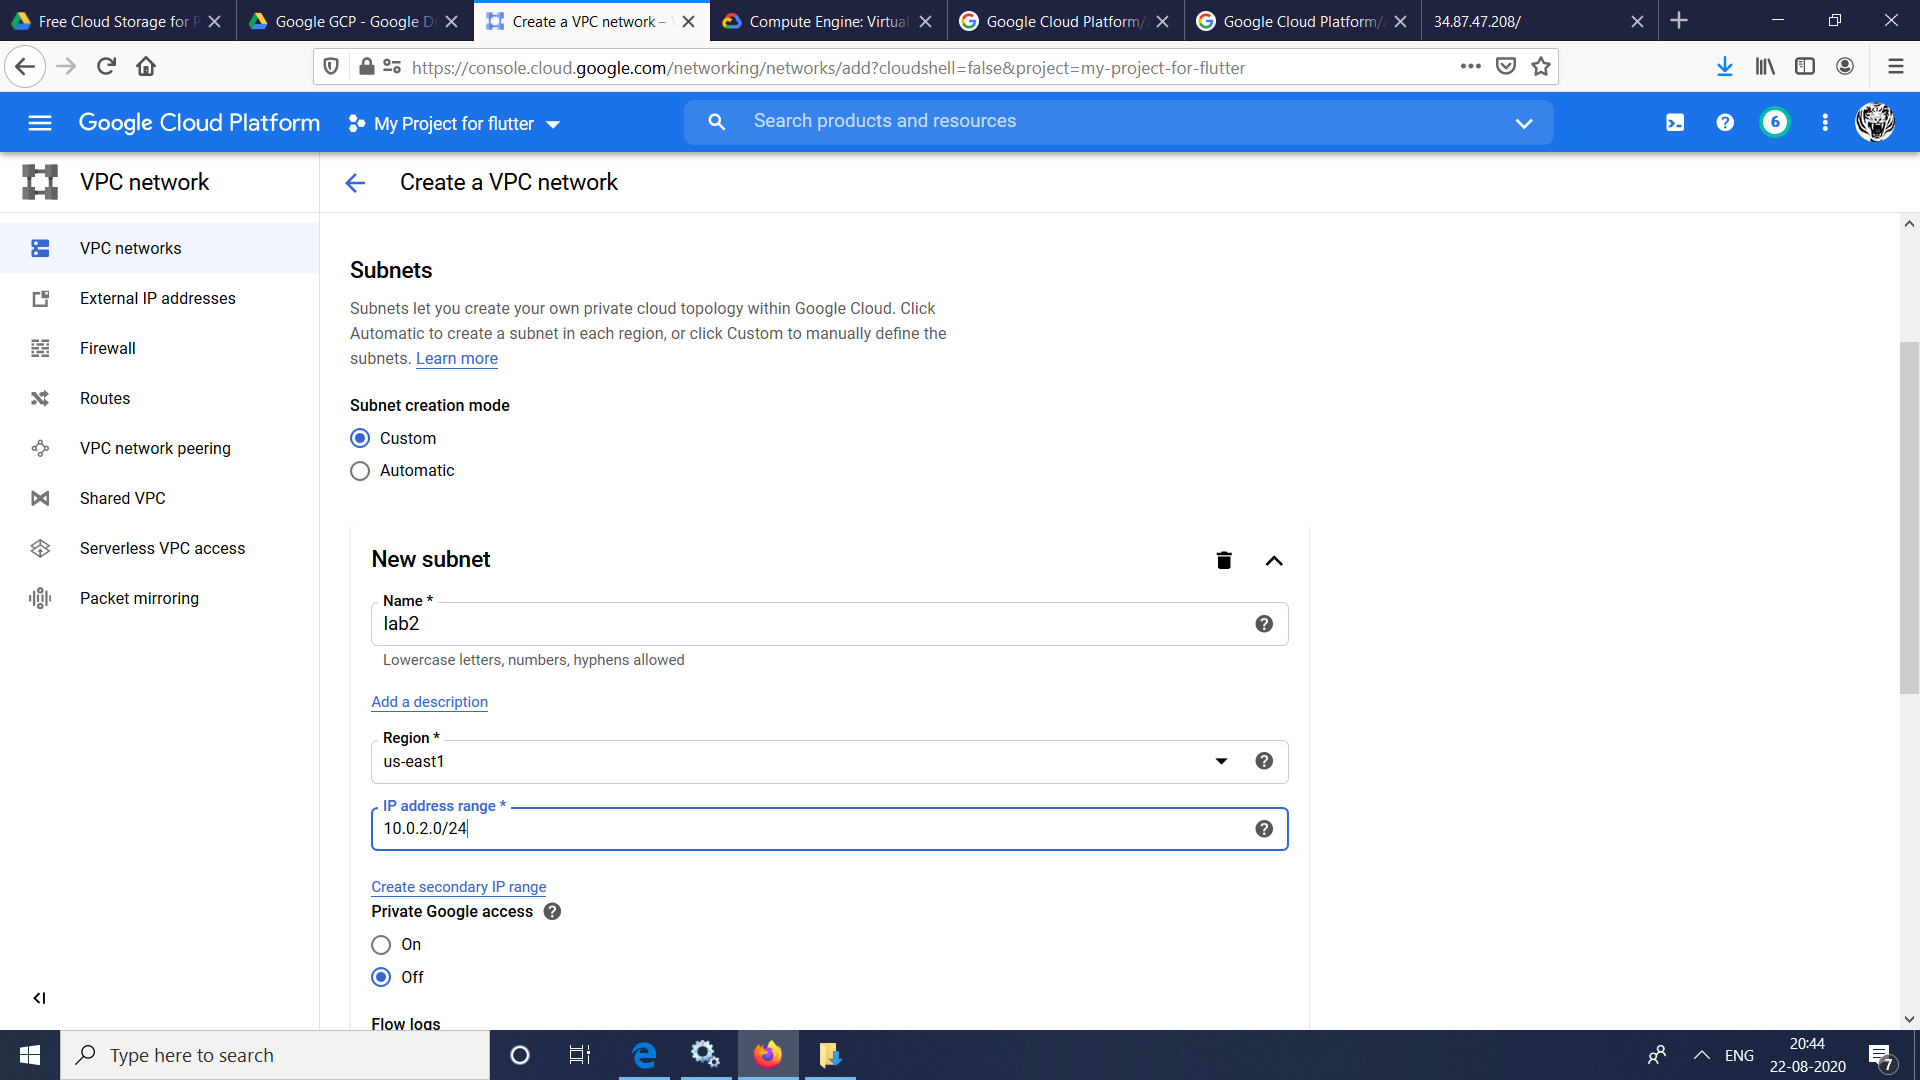 Free Cloud Storage for P
Google GCP - Google Dr
Create a VPC network –
Compute Engine: Virtual
Google Cloud Platform/
Google Cloud Platform/
34.87.47.208/
https://console.cloud.google.com/networking/networks/add?cloudshell=false&project=my-project-for-flutter
Google Cloud Platform
My Project for flutter
Search products and resources
6
VPC network
Create a VPC network
VPC networks
External IP addresses
Firewall
Routes
VPC network peering
Shared VPC
Serverless VPC access
Packet mirroring
Subnets
Subnets let you create your own private cloud topology within Google Cloud. Click
Automatic to create a subnet in each region, or click Custom to manually define the
subnets. Learn more
Subnet creation mode
Custom
Automatic
New subnet
Name *
lab2
Lowercase letters, numbers, hyphens allowed
Add a description
Region *
us-east1
IP address range *
10.0.2.0/24
Create secondary IP range
Private Google access
On
Off
Flow logs
Type here to search
ENG
20:44
22-08-2020
7